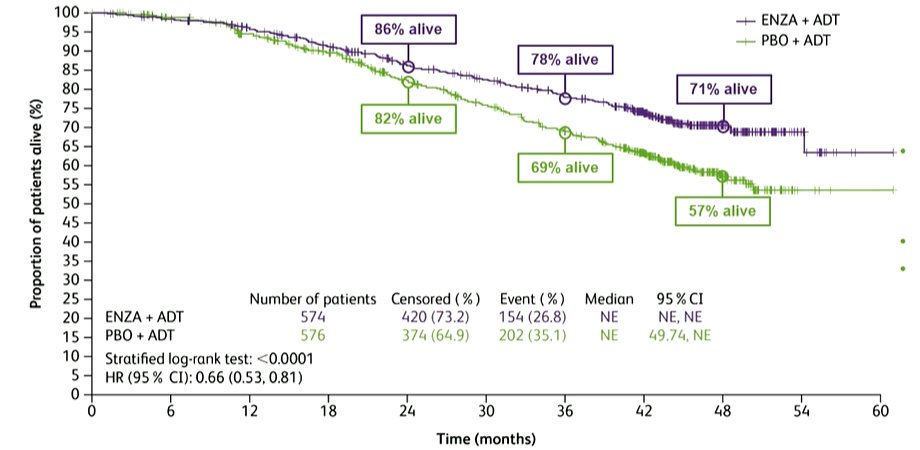 ENZA + ADT
PBO + ADT
Proportion of patients alive (%)
100
95
90
85
80
75
70
65
60
55
50
45
40
35
30
25
20
15
10
5
0
86% alive
78% alive
71% alive
82% alive
69% alive
57% alive
Number of patients Censored (%) Event (%) Median 95% CI
ENZA + ADT 574 420 (73.2) 154 (26.8) NE NE, NE
PBO + ADT 576 374 (64.9) 202 (35.1) NE 49.74, NE
Stratified log-rank test: <0.0001
HR (95% CI): 0.66 (0.53, 0.81)
0 6 12 18 24 30 36 42 48 54 60
Time (months)